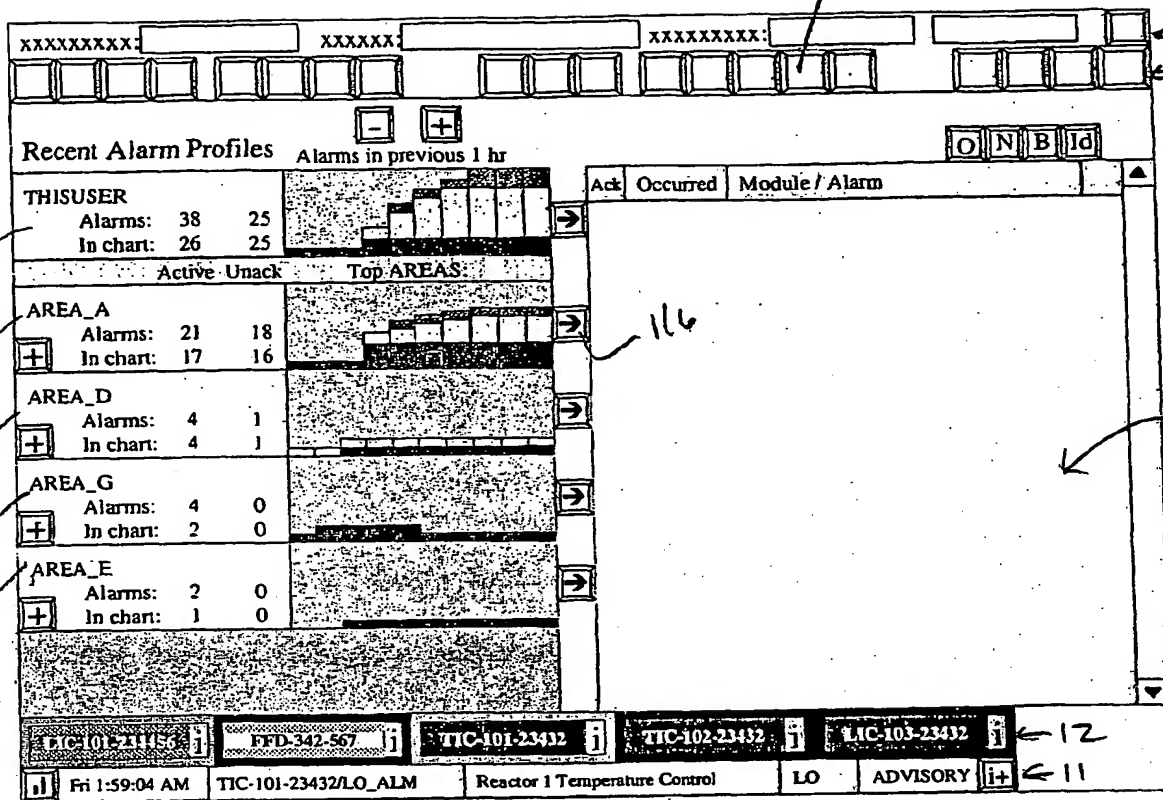 xxxxxxxxx: xxxxxx: xxxxxxxxx:
- +
O N B Id
Recent Alarm Profiles Alarms in previous 1 hr
Ack Occurred Module / Alarm
THISUSER
Alarms: 38 25
In chart: 26 25
Active Unack Top AREAS:
AREA_A
Alarms: 21 18
+ In chart: 17 16
116
AREA_D
Alarms: 4 1
+ In chart: 4 1
AREA_G
Alarms: 4 0
+ In chart: 2 0
AREA_E
Alarms: 2 0
+ In chart: 1 0
FFD-342-567 i TIC-101-23432 i TIC-102-23432 i LIC-103-23432 i 12
Fri 1:59:04 AM TIC-101-23432/LO_ALM Reactor 1 Temperature Control LO ADVISORY i+ 11